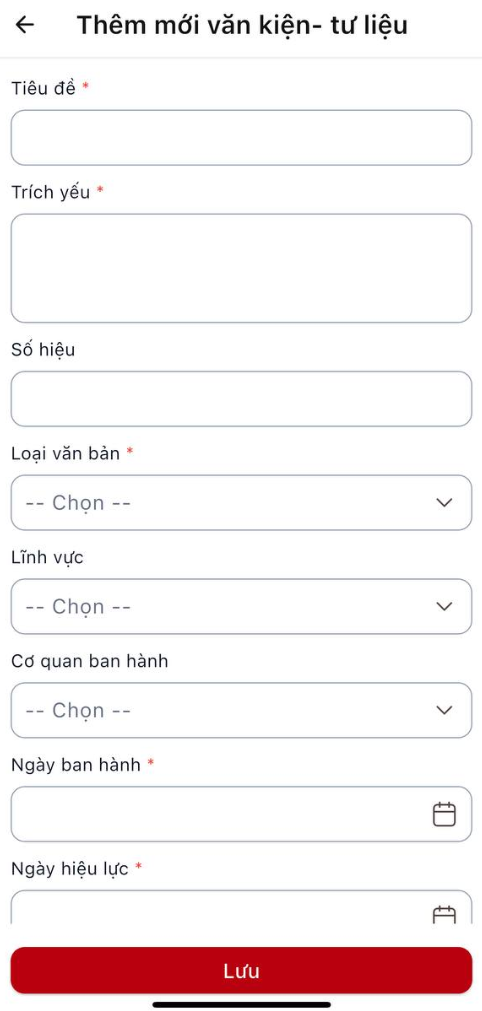 Thêm mới văn kiện- tư liệu
Tiêu đề *
Trích yếu *
Số hiệu
Loại văn bản *
-- Chọn --
Lĩnh vực
-- Chọn --
Cơ quan ban hành
-- Chọn --
Ngày ban hành *
Ngày hiệu lực *
Lưu